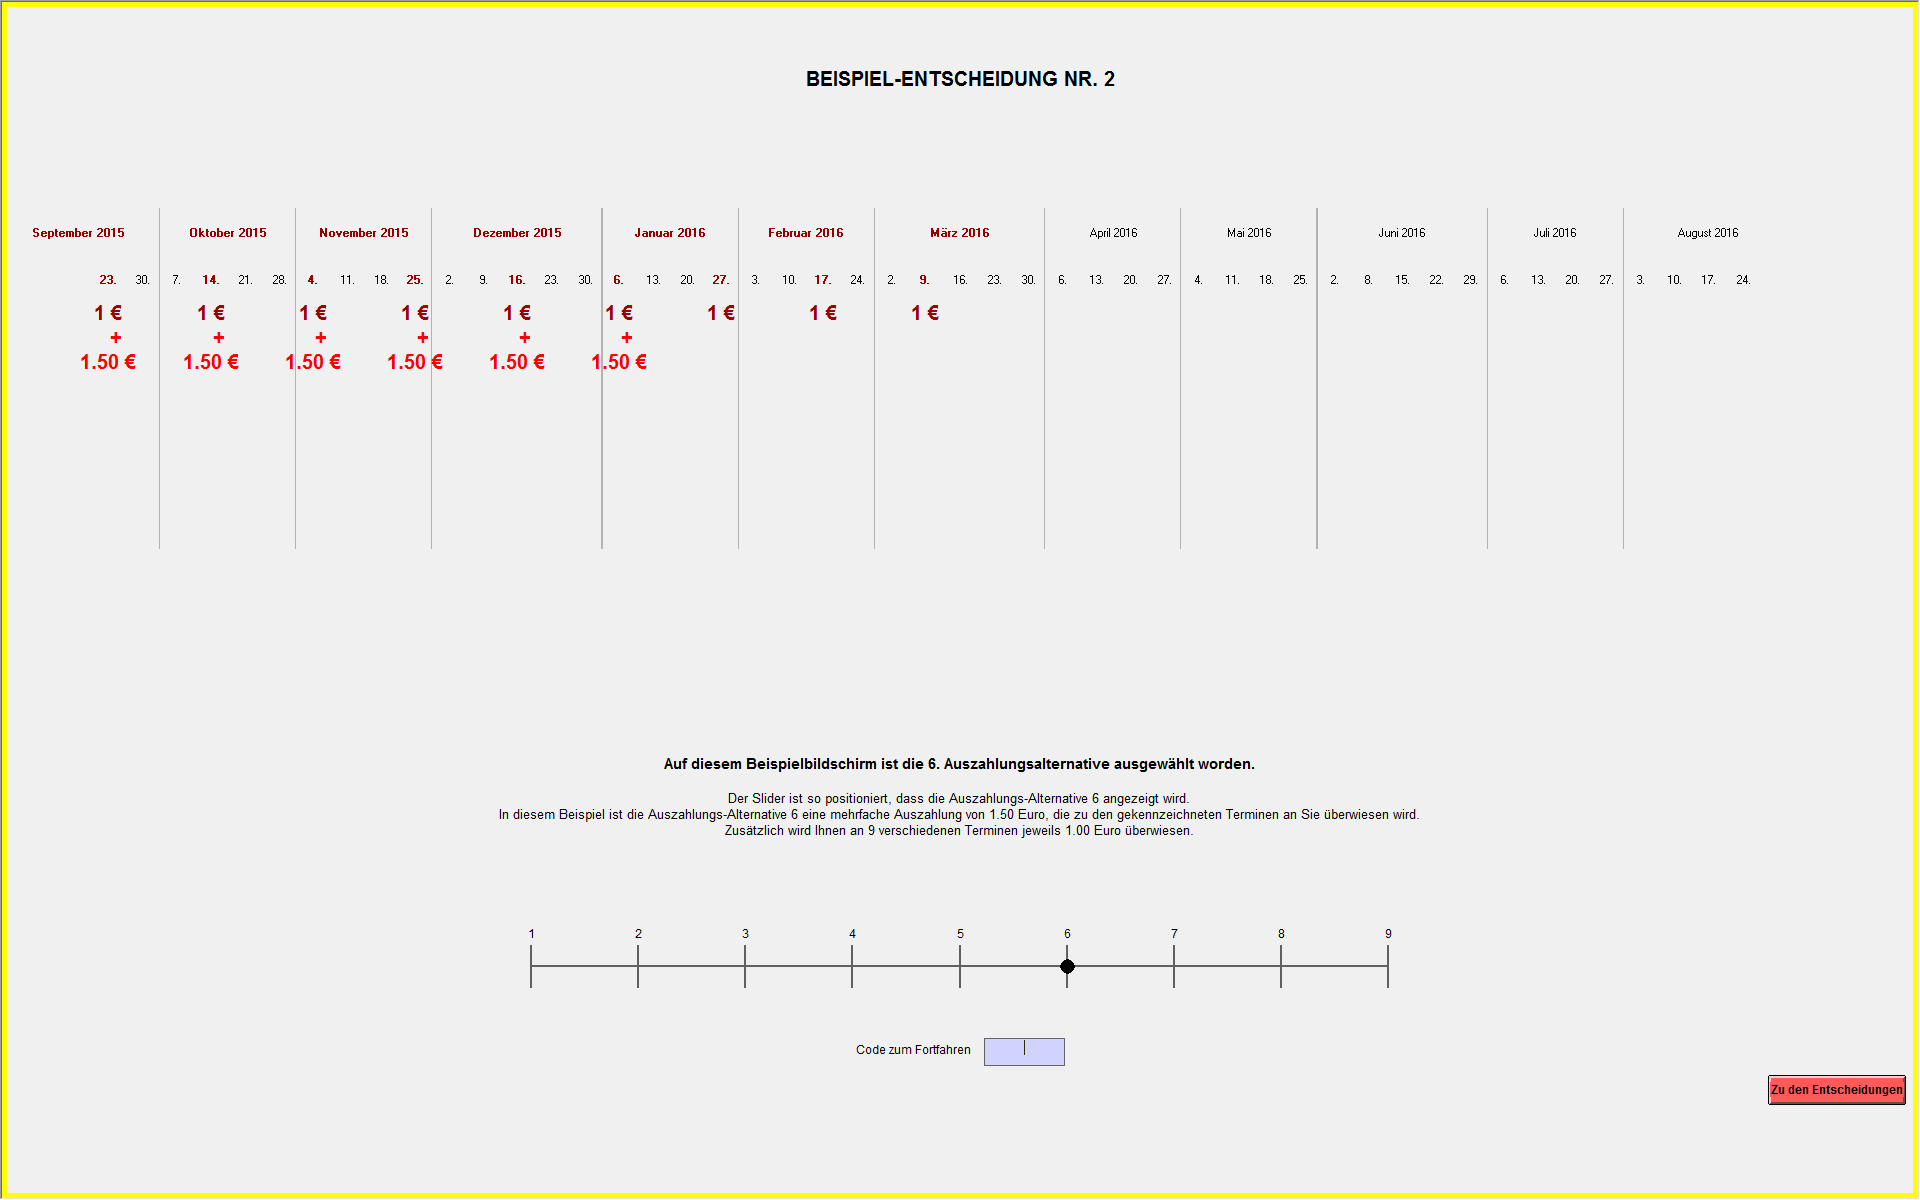 BEISPIEL-ENTSCHEIDUNG NR. 2
September 2015 Oktober 2015 November 2015 Dezember 2015 Januar 2016 Februar 2016 März 2016 April 2016 Mai 2016 Juni 2016 Juli 2016 August 2016
23. 30. 7. 14. 21. 28. 4. 11. 18. 25. 2. 9. 16. 23. 30. 6. 13. 20. 27. 3. 10. 17. 24. 2. 9. 16. 23. 30. 6. 13. 20. 27. 4. 11. 18. 25. 2. 8. 15. 22. 29. 6. 13. 20. 27. 3. 10. 17. 24.
1 € 1 € 1 € 1 € 1 € 1 € 1 € 1 € 1 €
+ + + + + +
1.50 € 1.50 € 1.50 € 1.50 € 1.50 € 1.50 €
Auf diesem Beispielbildschirm ist die 6. Auszahlungsalternative ausgewählt worden.
Der Slider ist so positioniert, dass die Auszahlungs-Alternative 6 angezeigt wird.
In diesem Beispiel ist die Auszahlungs-Alternative 6 eine mehrfache Auszahlung von 1.50 Euro, die zu den gekennzeichneten Terminen an Sie überwiesen wird.
Zusätzlich wird Ihnen an 9 verschiedenen Terminen jeweils 1.00 Euro überwiesen.
1 2 3 4 5 6 7 8 9
Code zum Fortfahren
Zu den Entscheidungen